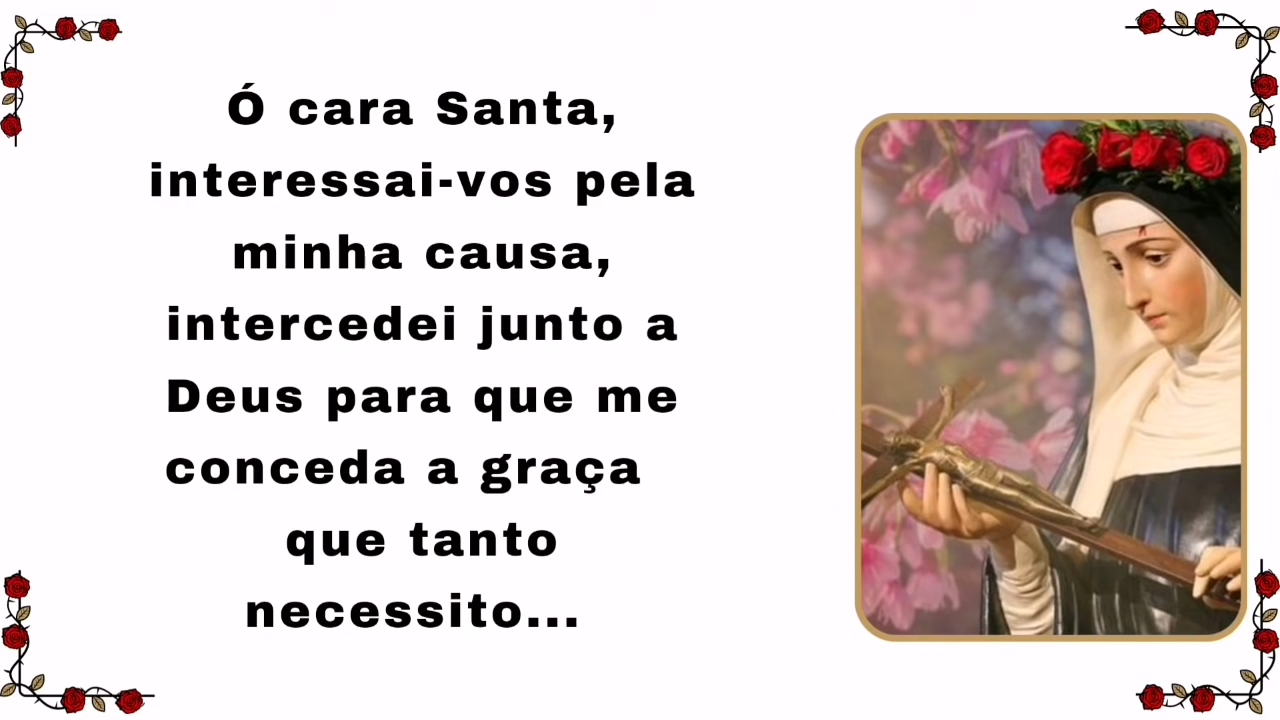 Ó cara Santa,
interessai-vos pela
minha causa,
intercedei junto a
Deus para que me
conceda a graça
que tanto
necessito...